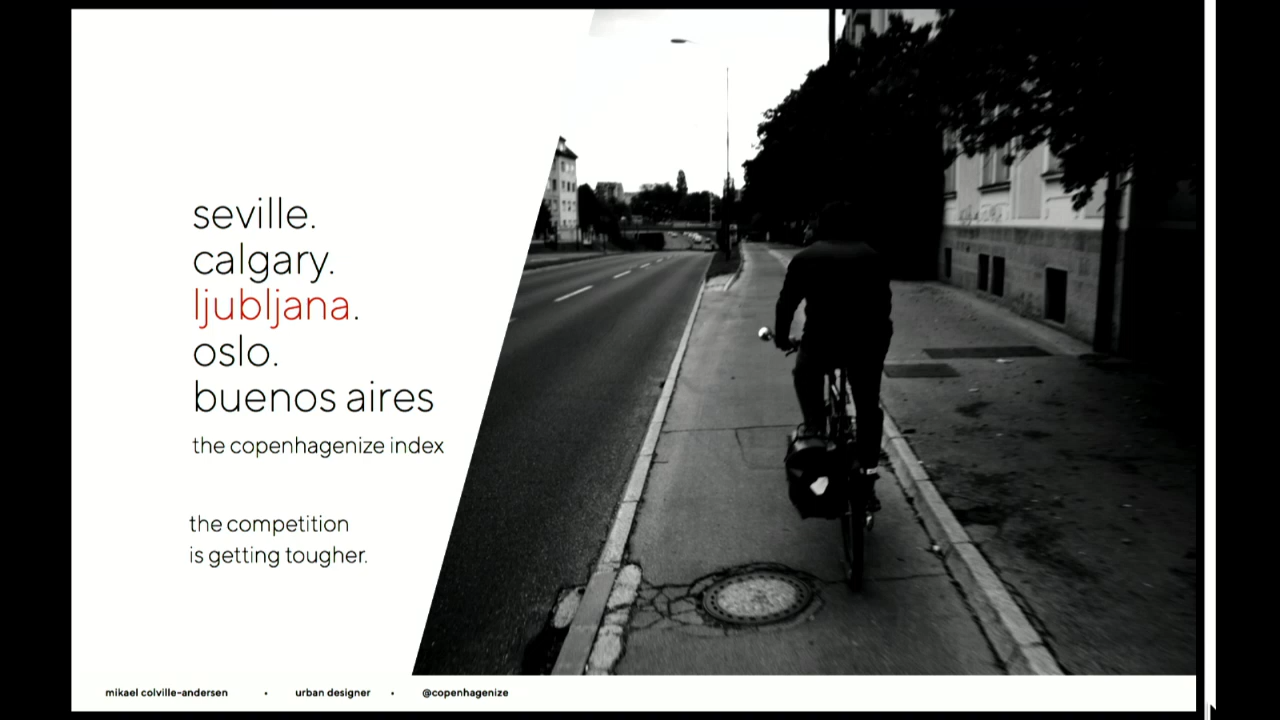 seville.
calgary.
ljubljana.
oslo.
buenos aires
the copenhagenize index
the competition
is getting tougher.
mikael colville-andersen • urban designer • @copenhagenize